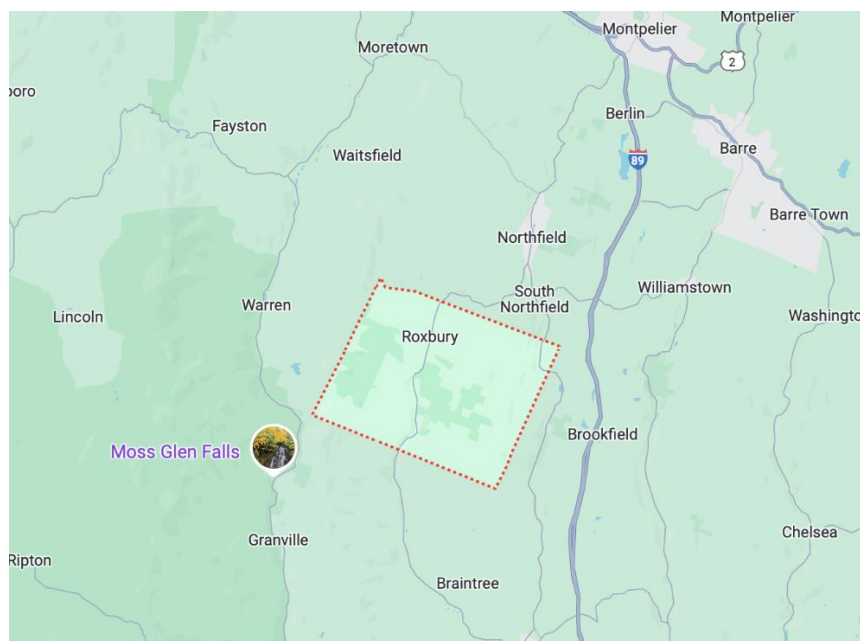 Montpelier
Montpelier
Moretown
2
oro
Fayston
Berlin
Waitsfield
89
Barre
Barre Town
Northfield
Lincoln
Warren
South
Northfield
Williamstown
Washington
Roxbury
Moss Glen Falls
Brookfield
Granville
Chelsea
Ripton
Braintree